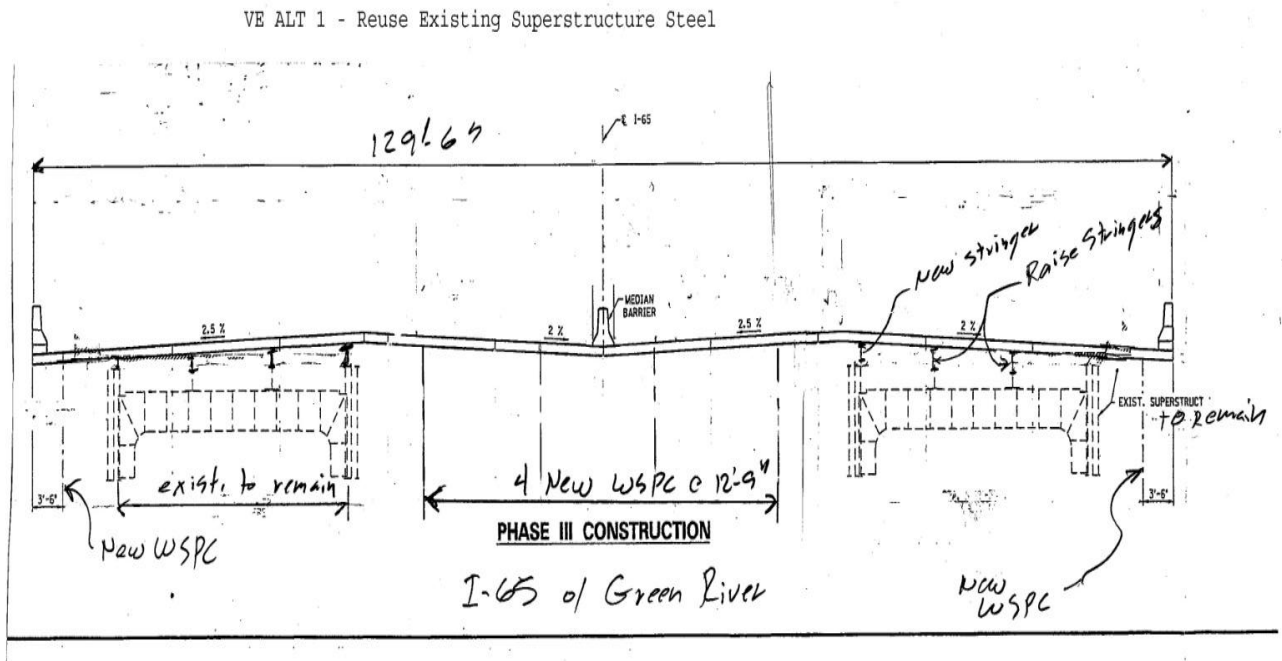 VE ALT 1 - Reuse Existing Superstructure Steel
129'-6"
℄ I-65
New stringer
Raise Stringers
MEDIAN
BARRIER
2.5 %
2 %
2.5 %
2 %
EXIST. SUPERSTRUCT
to remain
exist. to remain
4 New WSPC @ 12'-9"
3'-6"
3'-6"
PHASE III CONSTRUCTION
New WSPC
I-65 o/ Green River
New
WSPC